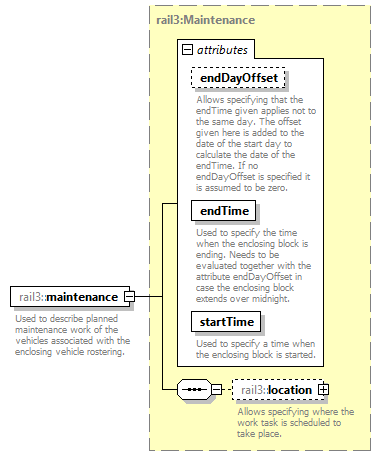 rail3:Maintenance
attributes
endDayOffset
Allows specifying that the
endTime given applies not to
the same day. The offset
given here is added to the
date of the start day to
calculate the date of the
endTime. If no
endDayOffset is specified it
is assumed to be zero.
endTime
Used to specify the time
when the enclosing block is
ending. Needs to be
evaluated together with the
attribute endDayOffset in
case the enclosing block
extends over midnight.
startTime
Used to specify a time when
the enclosing block is started.
rail3::maintenance
Used to describe planned
maintenance work of the
vehicles associated with the
enclosing vehicle rostering.
rail3::location
Allows specifying where the
work task is scheduled to
take place.